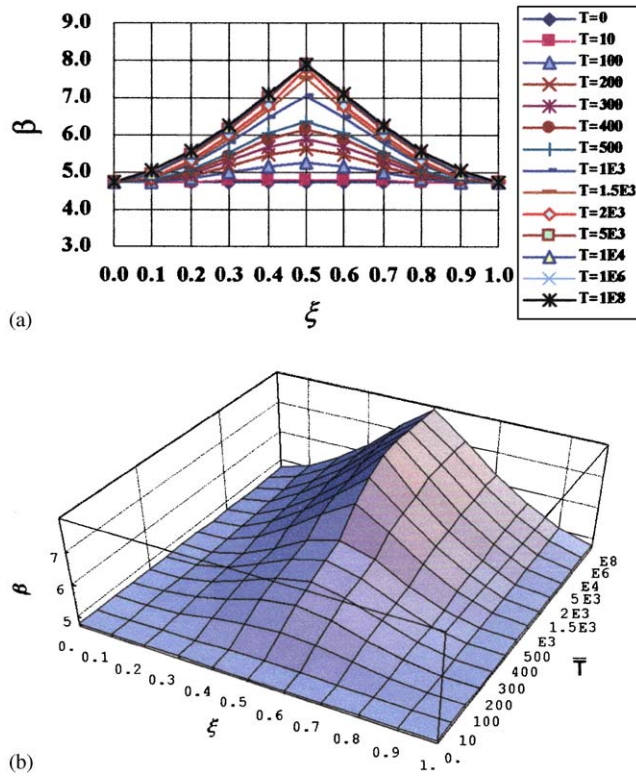 9.0
8.0
7.0
6.0
5.0
4.0
3.0
β
0.0 0.1 0.2 0.3 0.4 0.5 0.6 0.7 0.8 0.9 1.0
ξ
T=0
T=10
T=100
T=200
T=300
T=400
T=500
T=1E3
T=1.5E3
T=2E3
T=5E3
T=1E4
T=1E6
T=1E8
(a)
7
6
5
β
0. 0.1 0.2 0.3 0.4 0.5 0.6 0.7 0.8 0.9 1.
ξ
E8
E6
E4
5E3
2E3
1.5E3
E3
500
400
300
200
100
10
0.
T̿
(b)